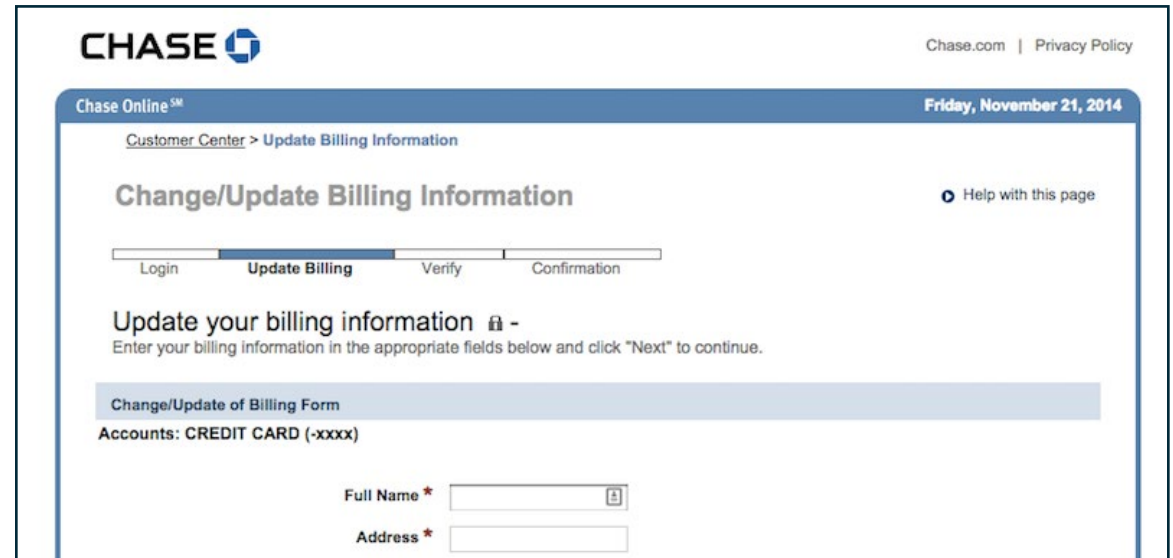 CHASE
Chase.com | Privacy Policy
Chase Online℠ Friday, November 21, 2014
Customer Center > Update Billing Information
Change/Update Billing Information
Help with this page
Login Update Billing Verify Confirmation
Update your billing information -
Enter your billing information in the appropriate fields below and click "Next" to continue.
Change/Update of Billing Form
Accounts: CREDIT CARD (-xxxx)
Full Name *
Address *